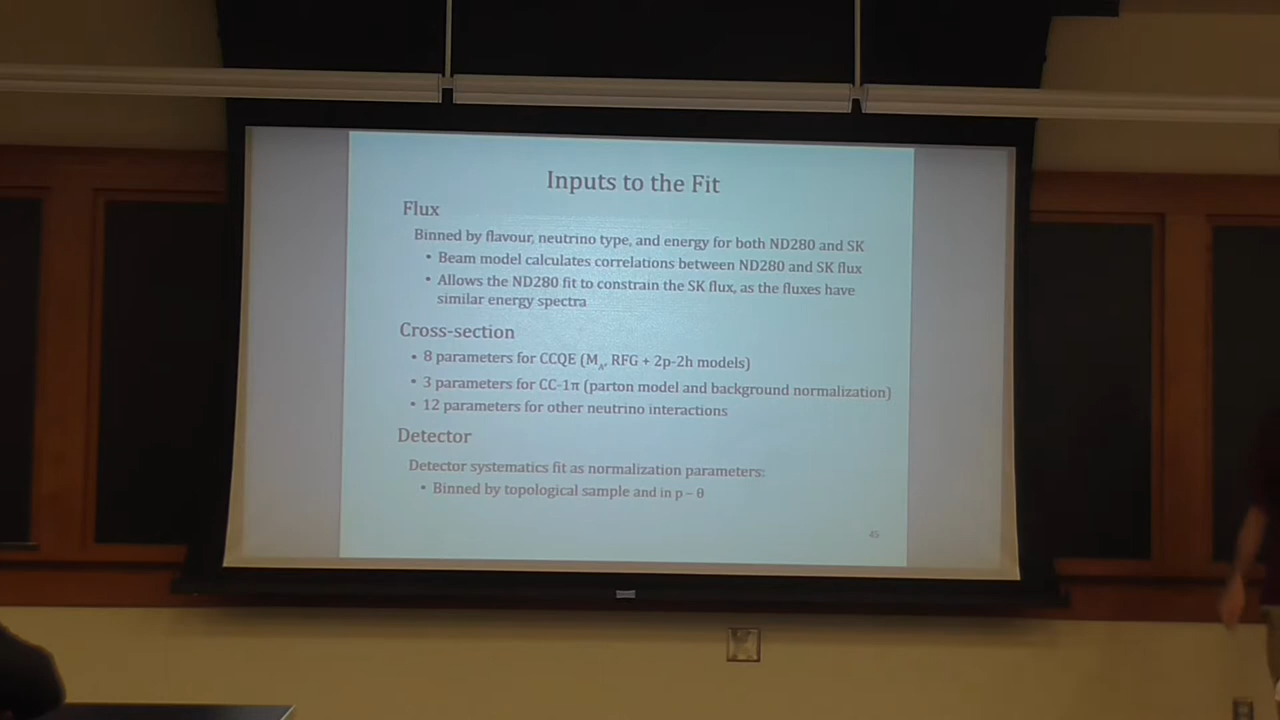 Inputs to the Fit
Flux
Binned by flavour, neutrino type, and energy for both ND280 and SK
• Beam model calculates correlations between ND280 and SK flux
• Allows the ND280 fit to constrain the SK flux, as the fluxes have
similar energy spectra
Cross-section
• 8 parameters for CCQE (M_A, RFG + 2p-2h models)
• 3 parameters for CC-1π (parton model and background normalization)
• 12 parameters for other neutrino interactions
Detector
Detector systematics fit as normalization parameters:
• Binned by topological sample and in p – θ
45